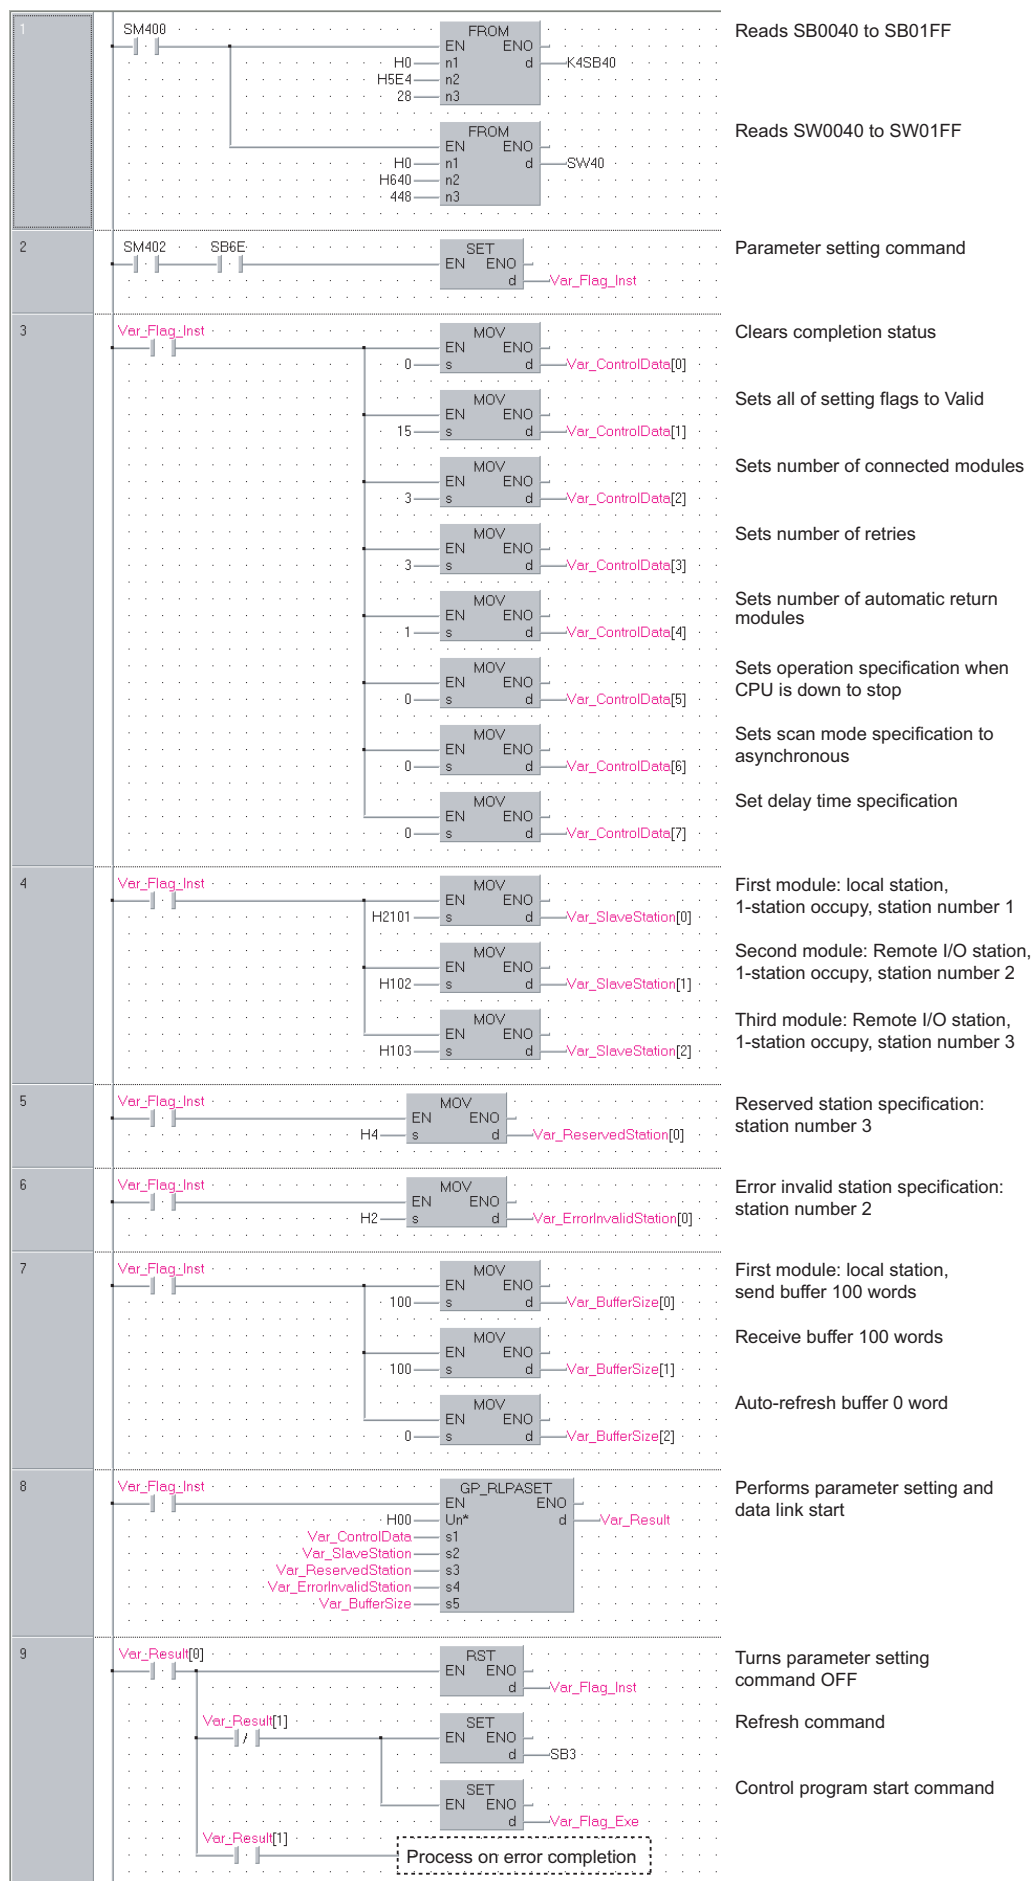 1
SM400
FROM
EN ENO
H0 n1 d K4SB40
H5E4 n2
28 n3
Reads SB0040 to SB01FF
FROM
EN ENO
H0 n1 d SW40
H640 n2
448 n3
Reads SW0040 to SW01FF
2
SM402 SB6E
SET
EN ENO
d Var_Flag_Inst
Parameter setting command
3
Var_Flag_Inst
MOV
EN ENO
0 s d Var_ControlData[0]
Clears completion status
MOV
EN ENO
15 s d Var_ControlData[1]
Sets all of setting flags to Valid
MOV
EN ENO
3 s d Var_ControlData[2]
Sets number of connected modules
MOV
EN ENO
3 s d Var_ControlData[3]
Sets number of retries
MOV
EN ENO
1 s d Var_ControlData[4]
Sets number of automatic return
modules
MOV
EN ENO
0 s d Var_ControlData[5]
Sets operation specification when
CPU is down to stop
MOV
EN ENO
0 s d Var_ControlData[6]
Sets scan mode specification to
asynchronous
MOV
EN ENO
0 s d Var_ControlData[7]
Set delay time specification
4
Var_Flag_Inst
MOV
EN ENO
H2101 s d Var_SlaveStation[0]
First module: local station,
1-station occupy, station number 1
MOV
EN ENO
H102 s d Var_SlaveStation[1]
Second module: Remote I/O station,
1-station occupy, station number 2
MOV
EN ENO
H103 s d Var_SlaveStation[2]
Third module: Remote I/O station,
1-station occupy, station number 3
5
Var_Flag_Inst
MOV
EN ENO
H4 s d Var_ReservedStation[0]
Reserved station specification:
station number 3
6
Var_Flag_Inst
MOV
EN ENO
H2 s d Var_ErrorInvalidStation[0]
Error invalid station specification:
station number 2
7
Var_Flag_Inst
MOV
EN ENO
100 s d Var_BufferSize[0]
First module: local station,
send buffer 100 words
MOV
EN ENO
100 s d Var_BufferSize[1]
Receive buffer 100 words
MOV
EN ENO
0 s d Var_BufferSize[2]
Auto-refresh buffer 0 word
8
Var_Flag_Inst
GP_RLPASET
EN ENO
H00 Un* d Var_Result
Var_ControlData s1
Var_SlaveStation s2
Var_ReservedStation s3
Var_ErrorInvalidStation s4
Var_BufferSize s5
Performs parameter setting and
data link start
9
Var_Result[0]
RST
EN ENO
d Var_Flag_Inst
Turns parameter setting
command OFF
Var_Result[1]
SET
EN ENO
d SB3
Refresh command
SET
EN ENO
d Var_Flag_Exe
Control program start command
Var_Result[1]
Process on error completion